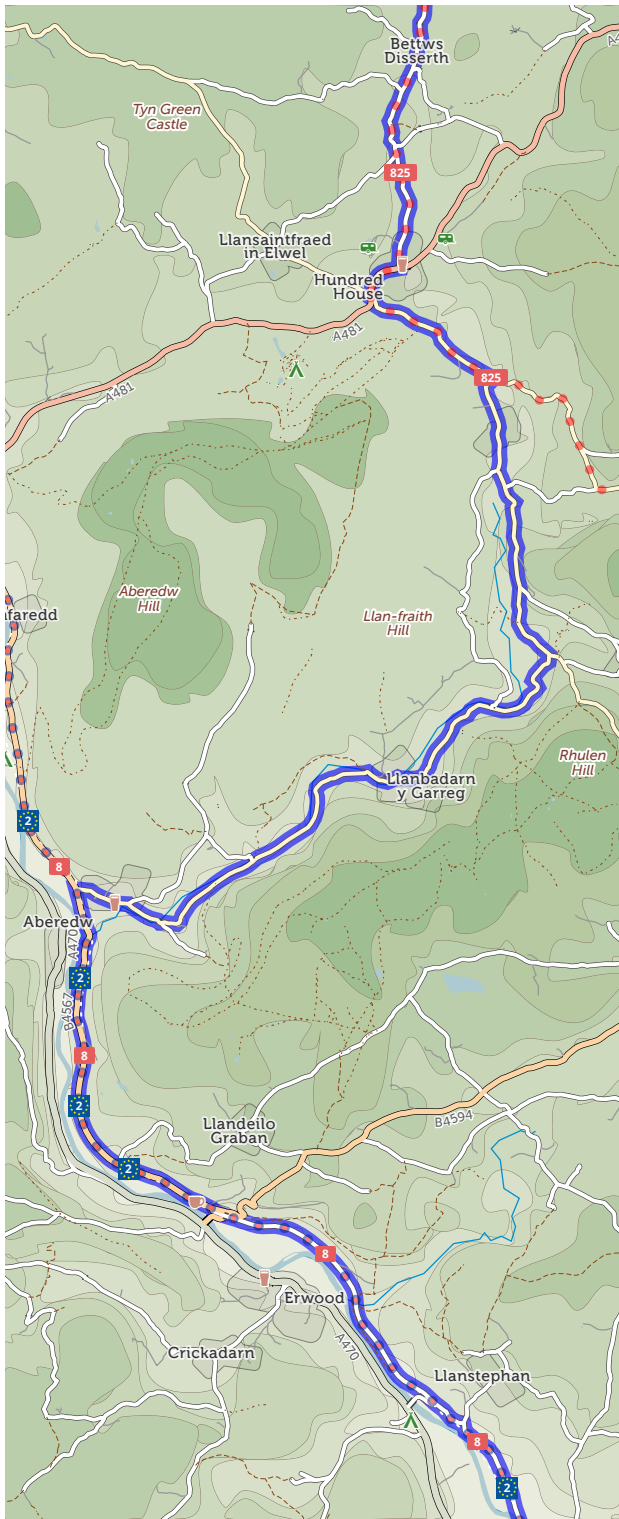 Bettws
Disserth
A4
Tyn Green
Castle
825
Llansaintfraed
in Elwel
Hundred
House
A481
825
A481
Aberedw
Hill
afaredd
Llan-fraith
Hill
Rhulen
Hill
Llanbadarn
y Garreg
2
8
Aberedw
A470
2
B4567
8
2
B4594
Llandeilo
Graban
2
8
Erwood
A470
Crickadarn
Llanstephan
8
2